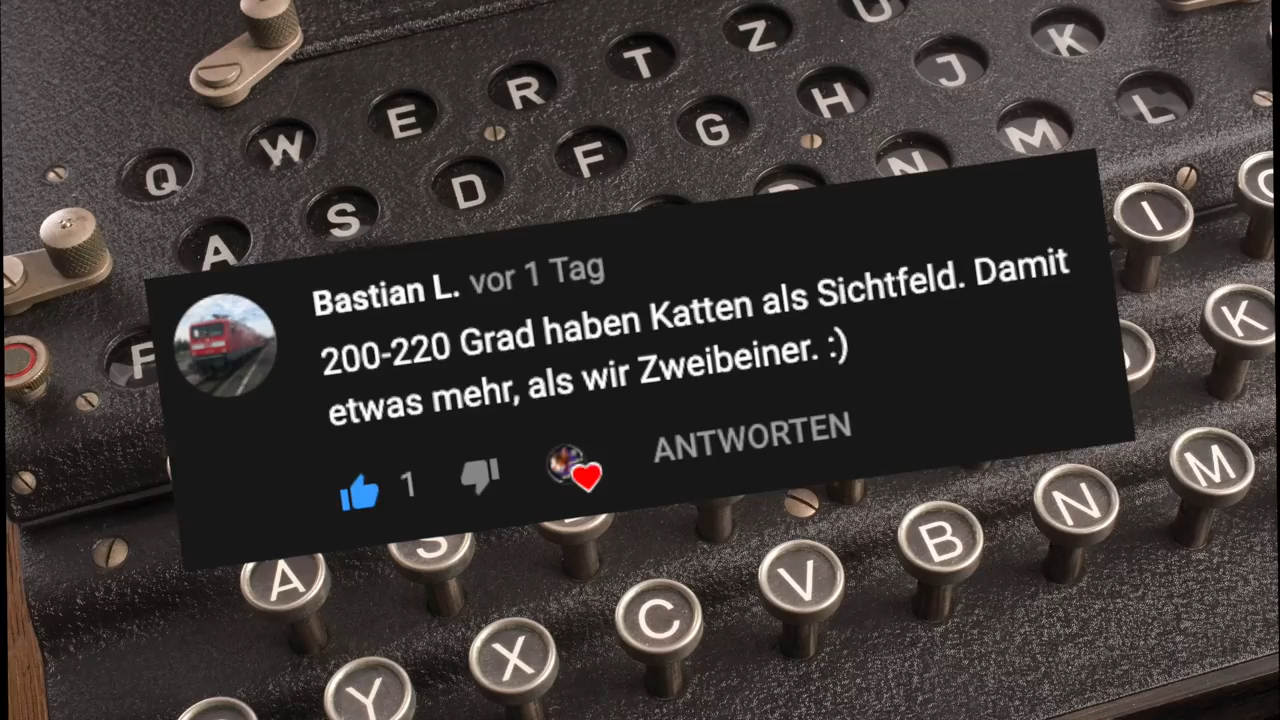 Q W E R T Z U
A S D F G H J K
P N M L
Bastian L. vor 1 Tag
200-220 Grad haben Katten als Sichtfeld. Damit
etwas mehr, als wir Zweibeiner. :)
1
ANTWORTEN
I
K
A S
Y X C V B N M